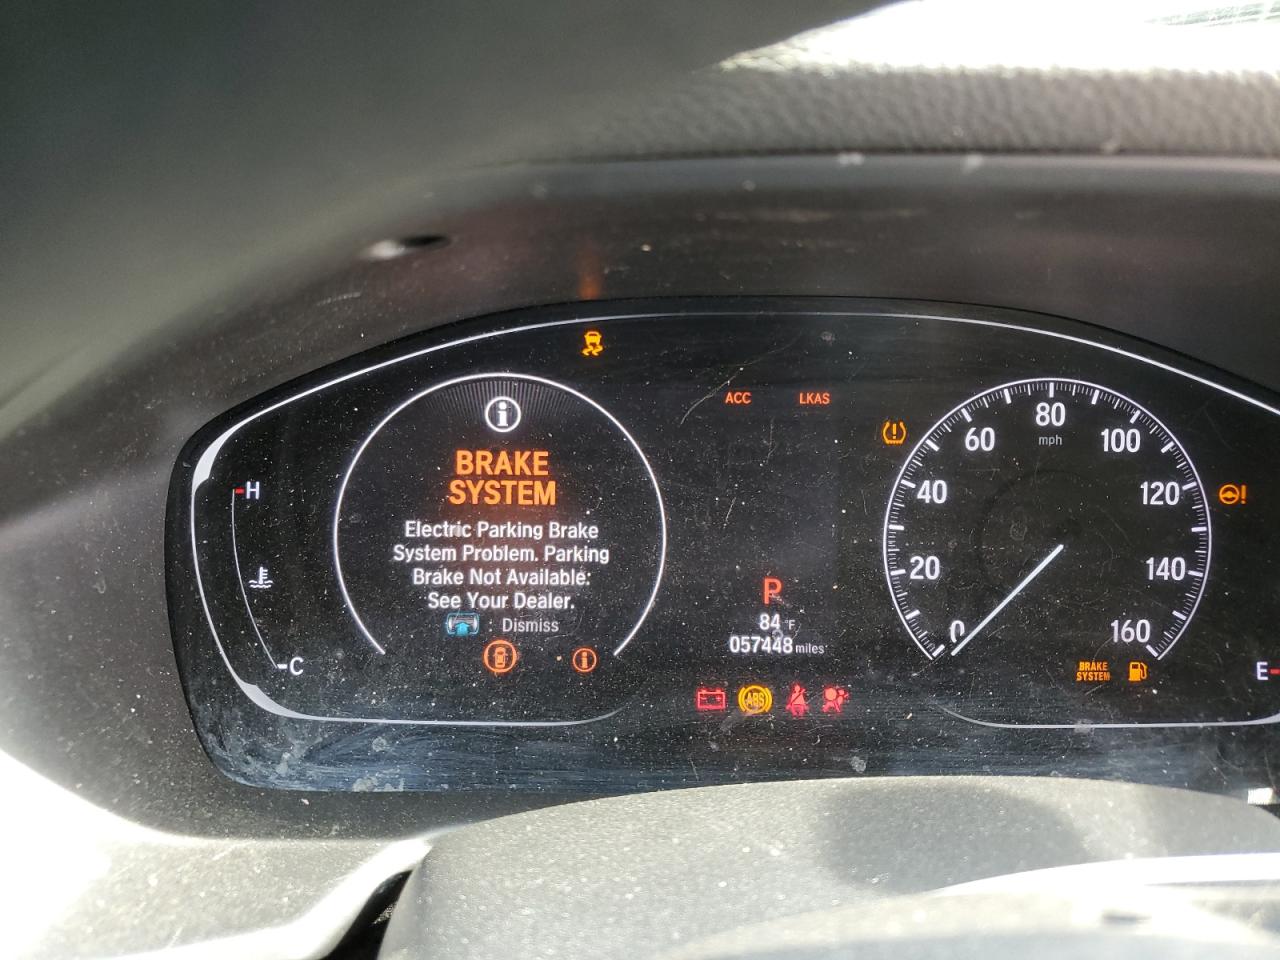 BRAKE
SYSTEM
Electric Parking Brake
System Problem. Parking
Brake Not Available:
See Your Dealer.
: Dismiss
H
C
ACC LKAS
P
84 °F
057448 miles
ABS
0
20
40
60
80
100
120
140
160
mph
BRAKE
SYSTEM
E